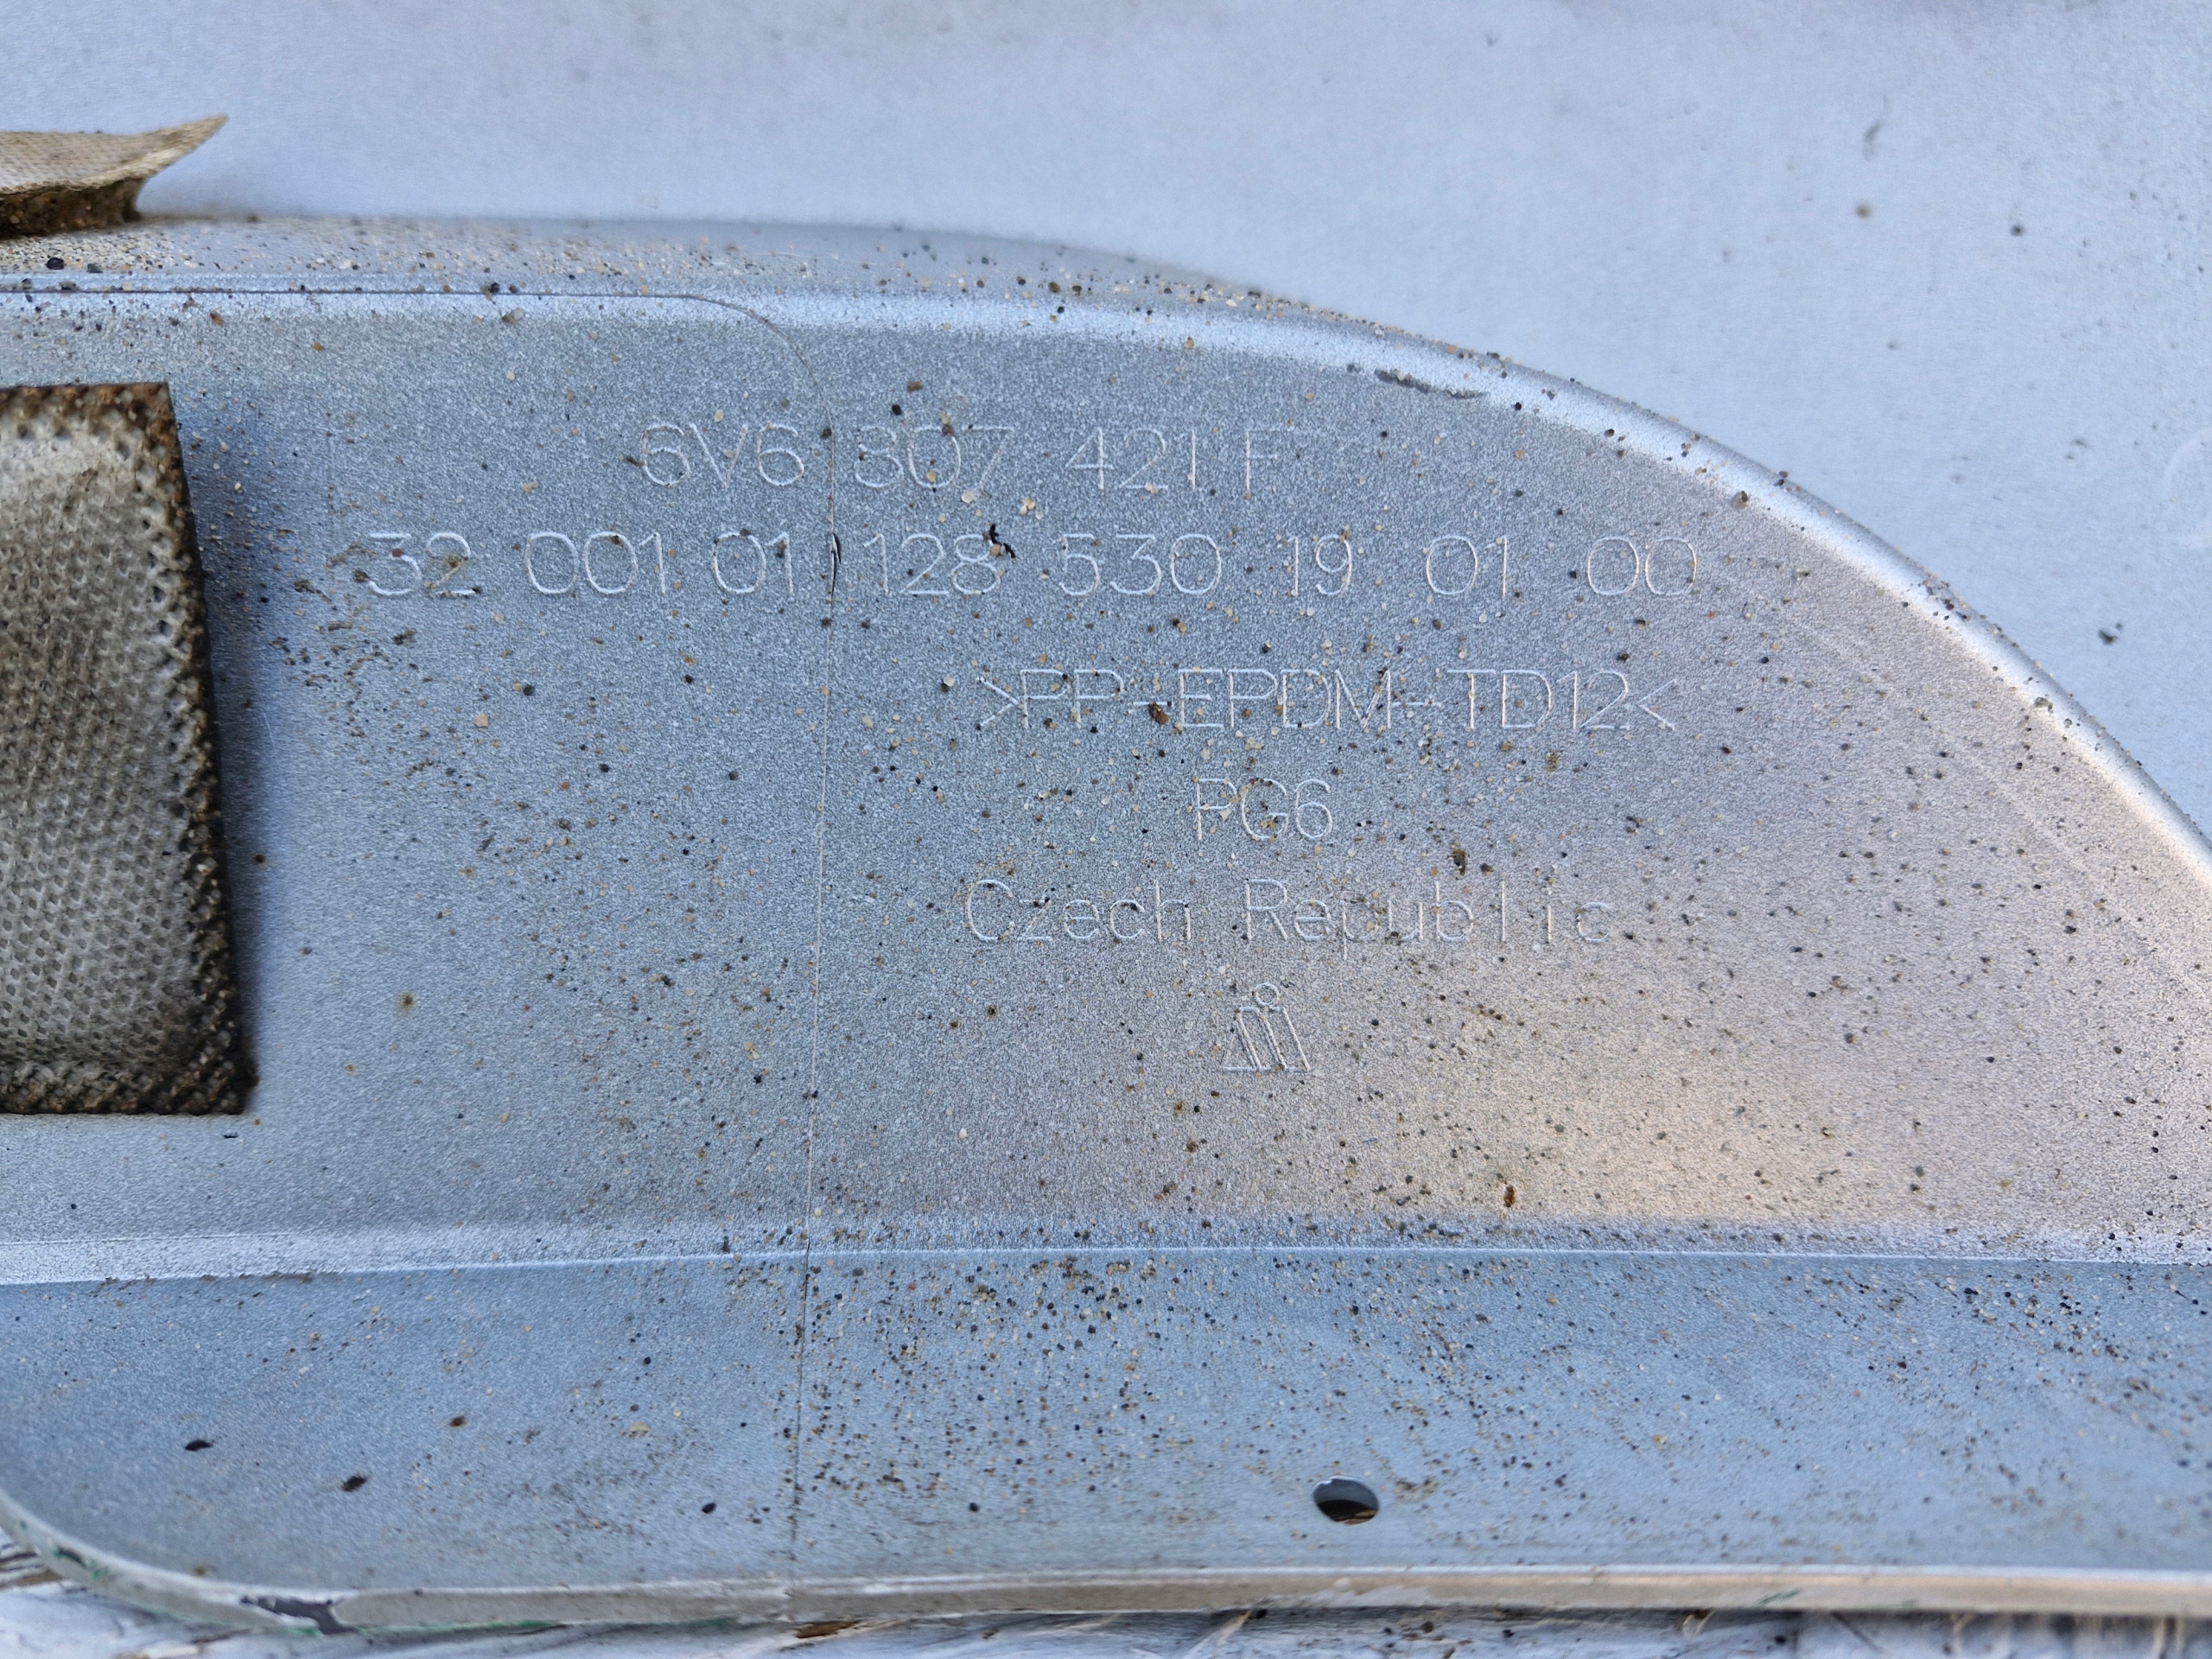 6V6 807 421 F
32 001 01 128 530 19 01 00
>PP-EPDM-TD12<
PG6
Czech Republic